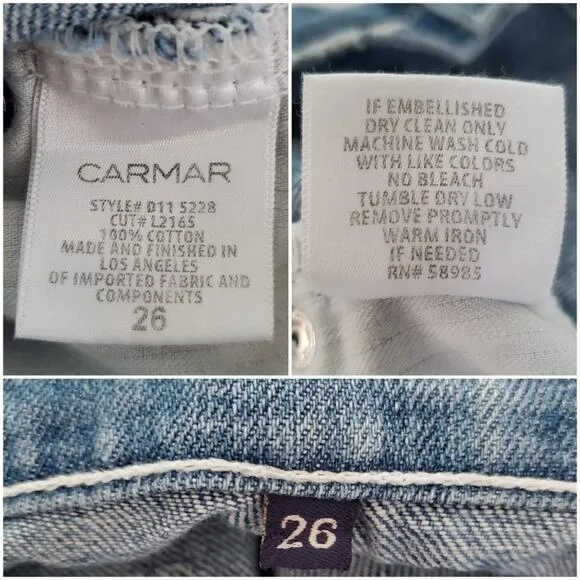 CARMAR
STYLE# D11 5228
CUT# L2165
100% COTTON
MADE AND FINISHED IN
LOS ANGELES
OF IMPORTED FABRIC AND
COMPONENTS
26
IF EMBELLISHED
DRY CLEAN ONLY
MACHINE WASH COLD
WITH LIKE COLORS
NO BLEACH
TUMBLE DRY LOW
REMOVE PROMPTLY
WARM IRON
IF NEEDED
RN# 58985
26